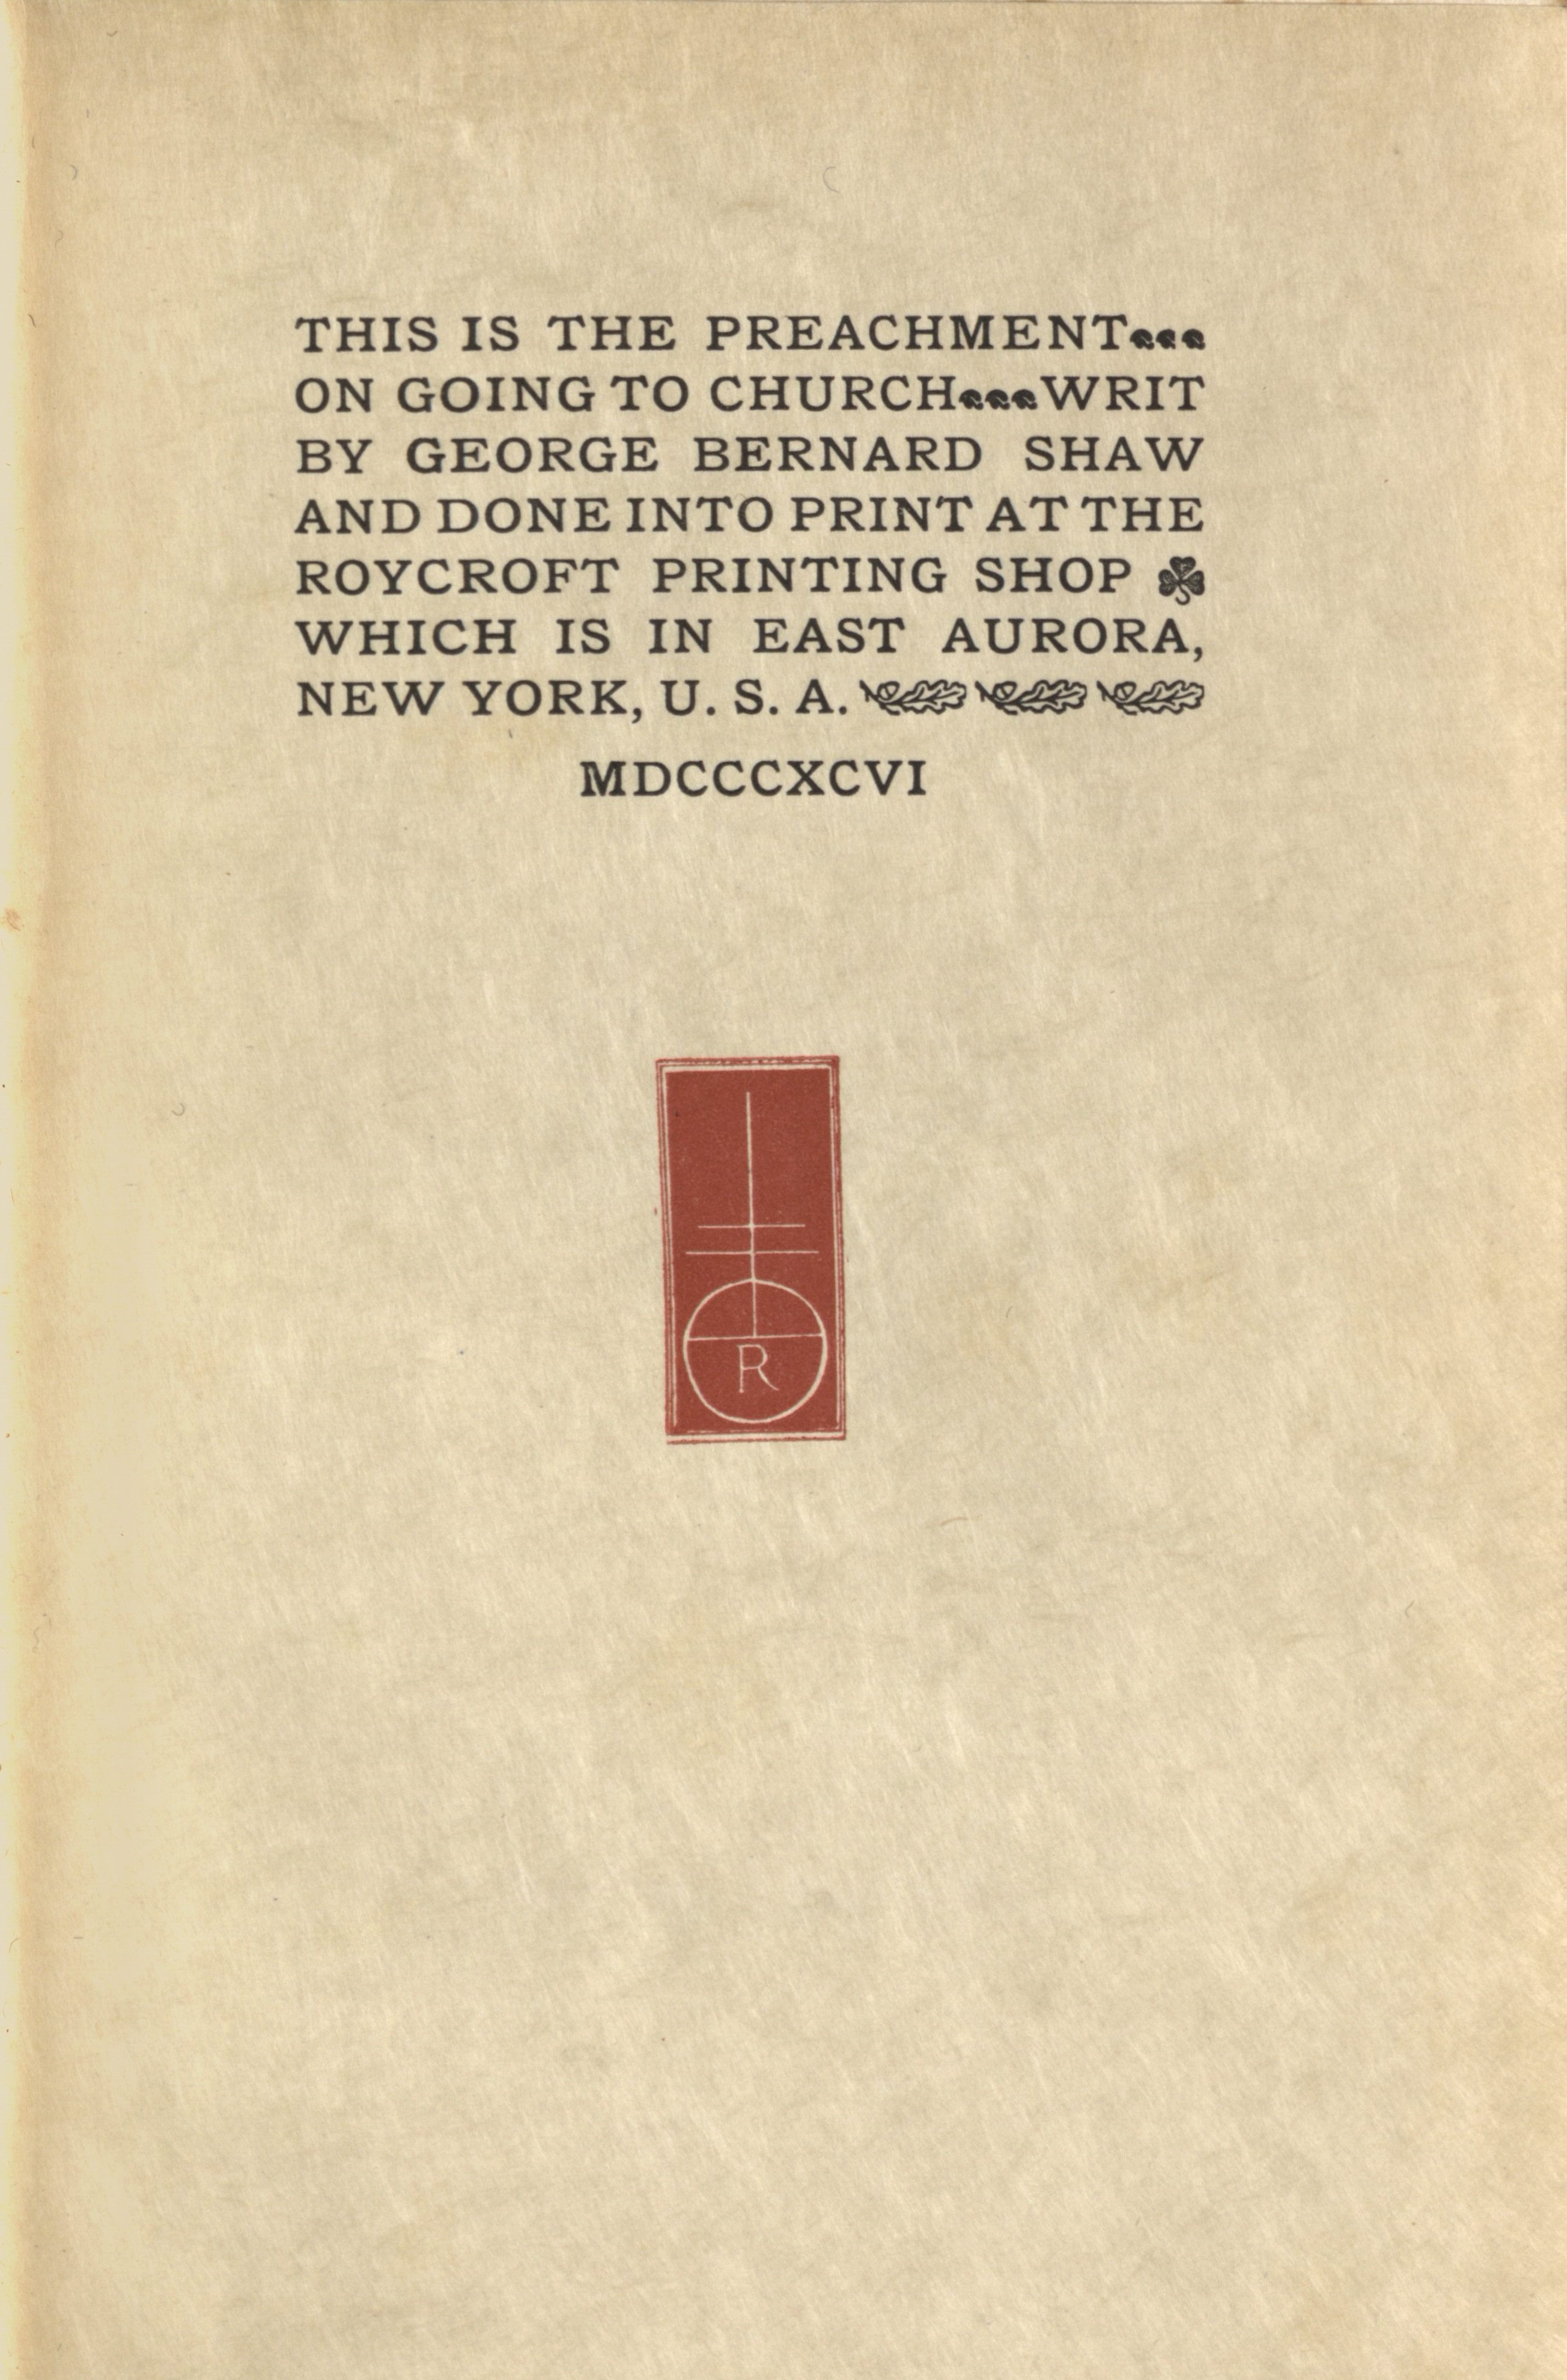 THIS IS THE PREACHMENT
ON GOING TO CHURCH WRIT
BY GEORGE BERNARD SHAW
AND DONE INTO PRINT AT THE
ROYCROFT PRINTING SHOP
WHICH IS IN EAST AURORA,
NEW YORK, U. S. A.
MDCCCXCVI
R